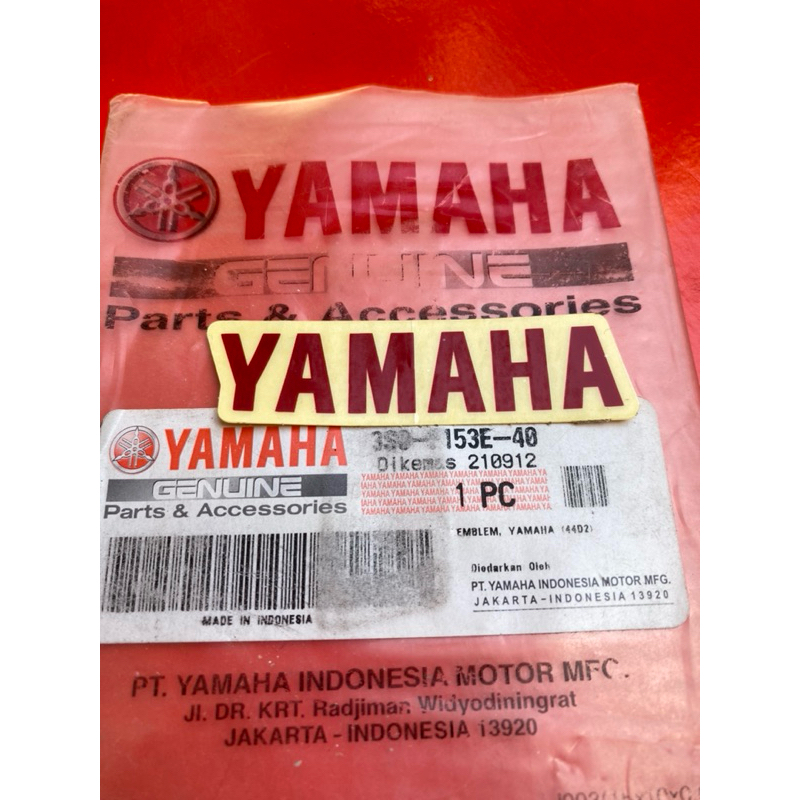 YAMAHA
GENUINE
Parts & Accessories
YAMAHA
YAMAHA
153E-40
Dikemas 210912
GENUINE
1 PC
Parts & Accessories
EMBLEM, YAMAHA (44D2)
Diedarkan Oleh
PT. YAMAHA INDONESIA MOTOR MFG.
JAKARTA - INDONESIA 13920
MADE IN INDONESIA
PT. YAMAHA INDONESIA MOTOR MFG.
Jl. DR. KRT. Radjiman Widyodiningrat
JAKARTA - INDONESIA 13920